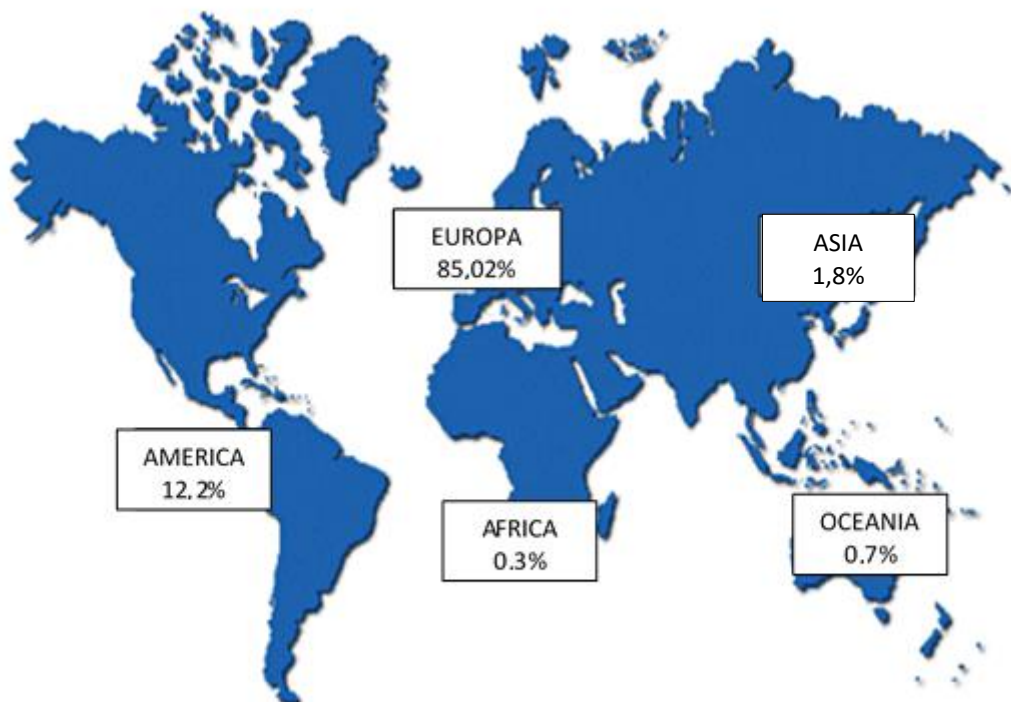 EUROPA
85,02%
ASIA
1,8%
AMERICA
12,2%
AFRICA
0.3%
OCEANIA
0.7%